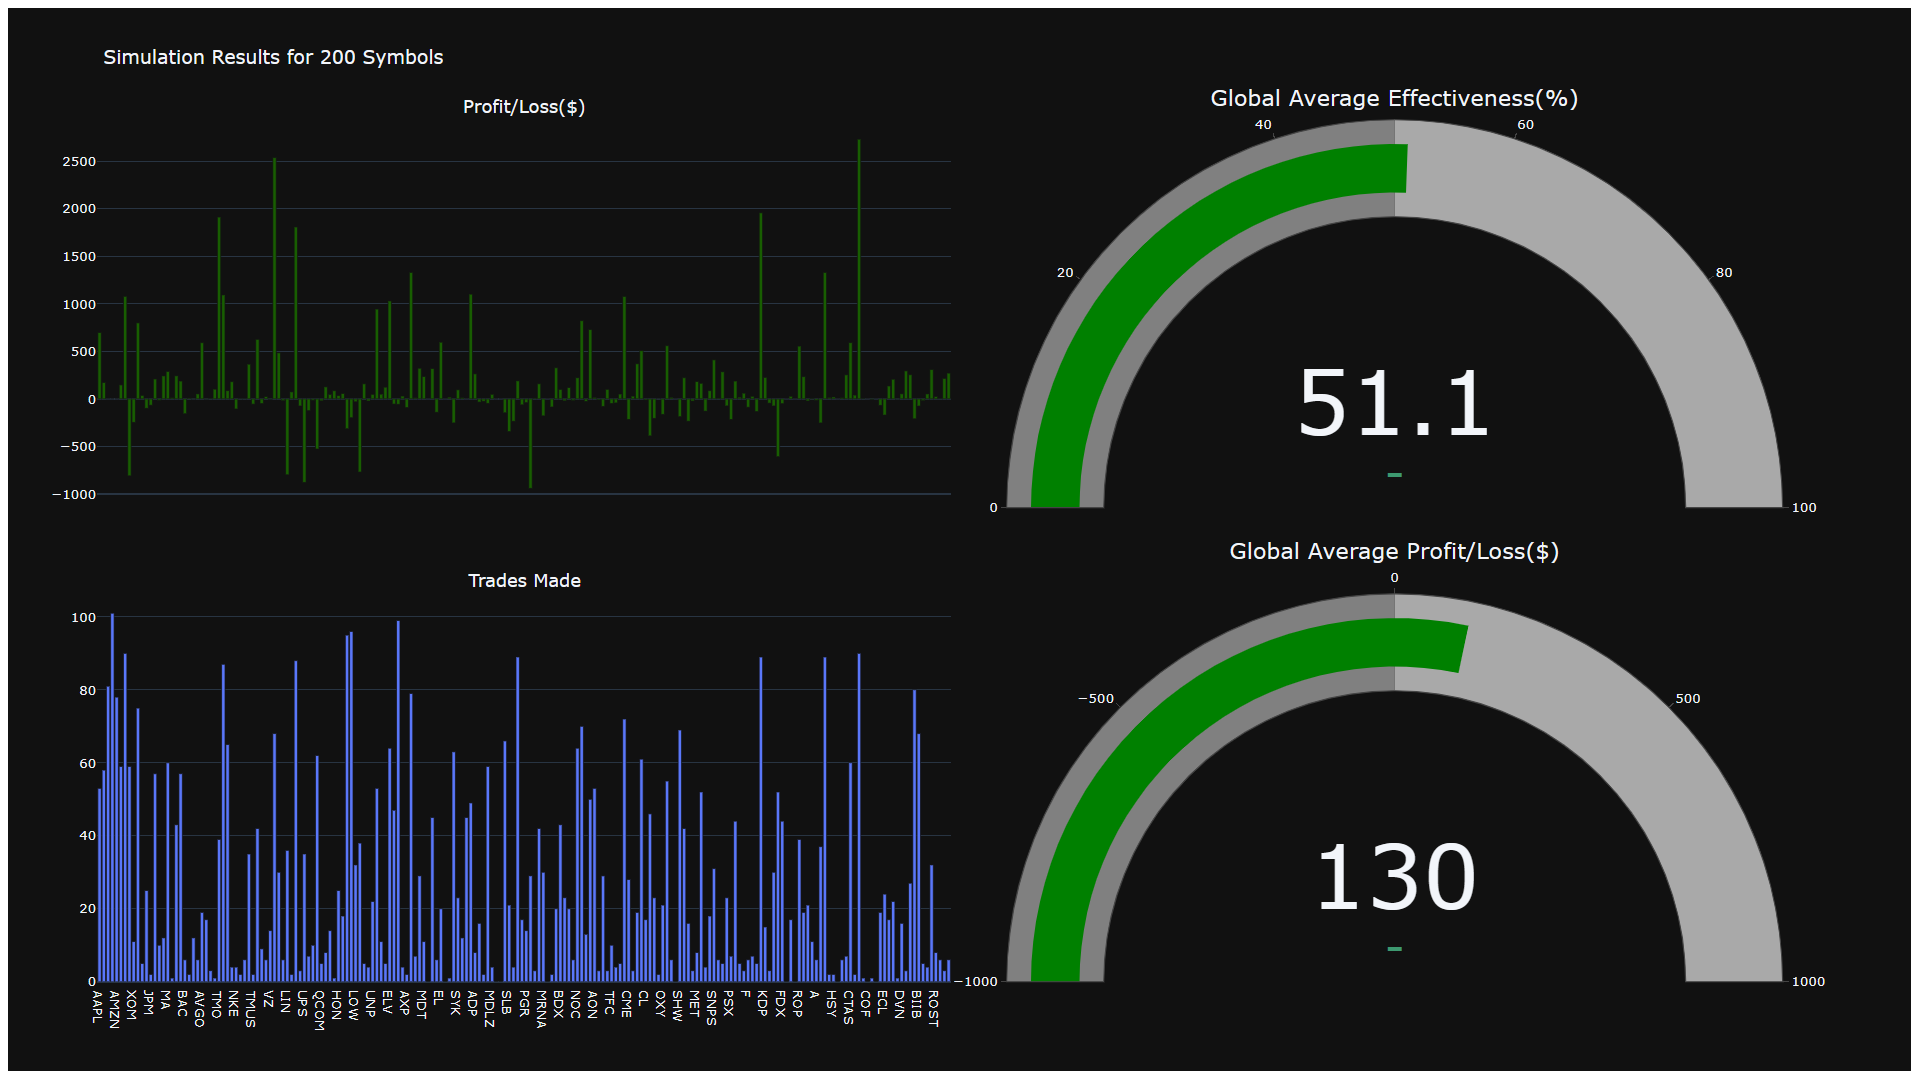 Simulation Results for 200 Symbols
Profit/Loss($)
2500
2000
1500
1000
500
0
−500
−1000
Global Average Effectiveness(%)
0
20
40
60
80
100
51.1
Trades Made
100
80
60
40
20
0
AAPL
AMZN
XOM
JPM
MA
BAC
AVGO
TMO
NKE
TMUS
VZ
LIN
UPS
QCOM
HON
LOW
UNP
ELV
AXP
MDT
EL
SYK
ADP
MDLZ
SLB
PGR
MRNA
BDX
NOC
AON
TFC
CME
CL
OXY
SHW
MET
SNPS
PSX
F
KDP
FDX
ROP
A
HSY
CTAS
COF
ECL
DVN
BIIB
ROST
Global Average Profit/Loss($)
−1000
−500
0
500
1000
130